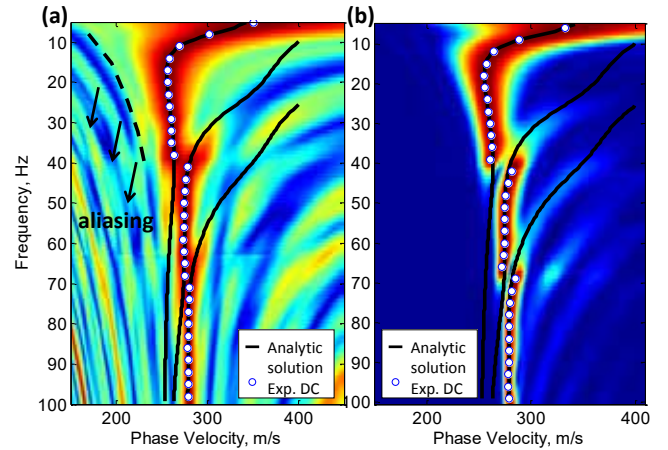 (a)
(b)
10
20
30
40
50
60
70
80
90
100
Frequency, Hz
aliasing
Analytic
solution
Exp. DC
200
300
400
Phase Velocity, m/s
10
20
30
40
50
60
70
80
90
100
Analytic
solution
Exp. DC
200
300
400
Phase Velocity, m/s